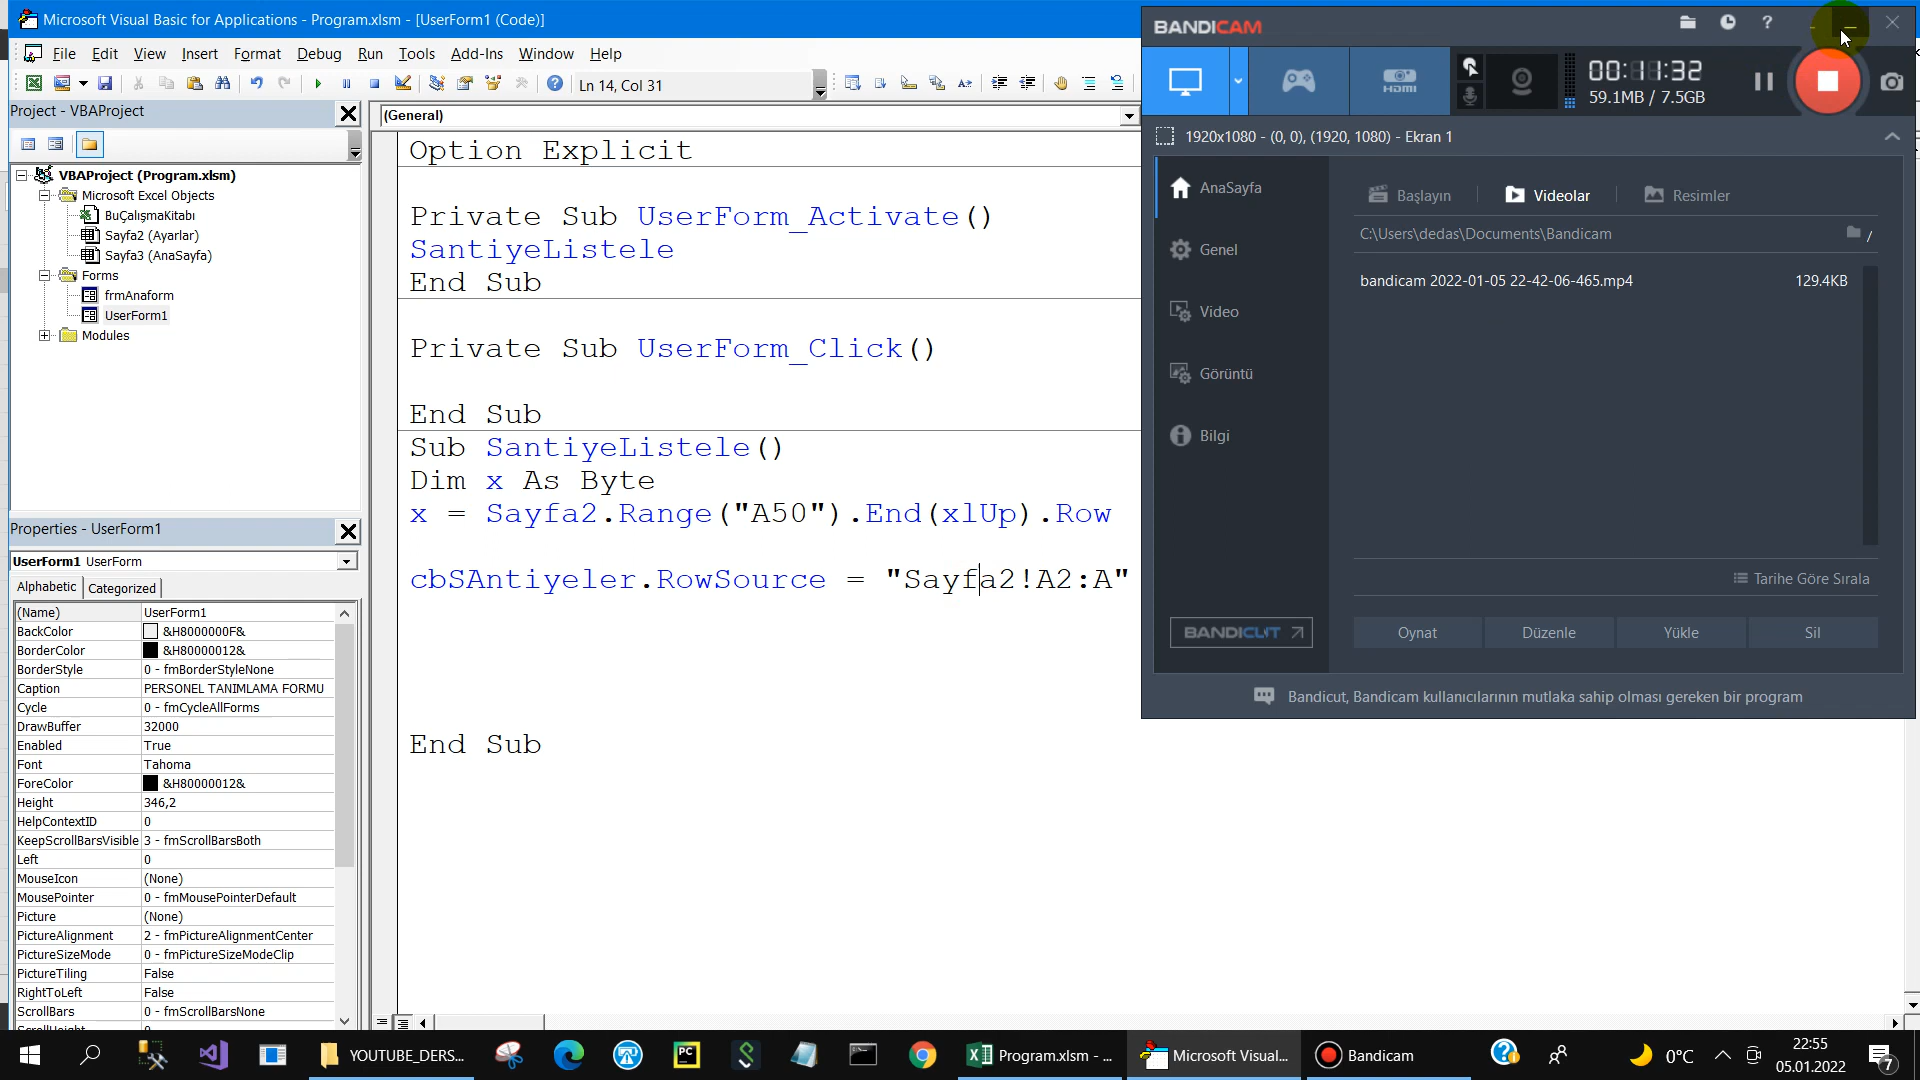 Microsoft Visual Basic for Applications - Program.xlsm - [UserForm1 (Code)]
File Edit View Insert Format Debug Run Tools Add-Ins Window Help
Ln 14, Col 31
Project - VBAProject
VBAProject (Program.xlsm)
Microsoft Excel Objects
BuÇalışmaKitabı
Sayfa2 (Ayarlar)
Sayfa3 (AnaSayfa)
Forms
frmAnaform
UserForm1
Modules
Properties - UserForm1
UserForm1 UserForm
Alphabetic Categorized
(Name) UserForm1
BackColor &H8000000F&
BorderColor &H80000012&
BorderStyle 0 - fmBorderStyleNone
Caption PERSONEL TANIMLAMA FORMU
Cycle 0 - fmCycleAllForms
DrawBuffer 32000
Enabled True
Font Tahoma
ForeColor &H80000012&
Height 346,2
HelpContextID 0
KeepScrollBarsVisible 3 - fmScrollBarsBoth
Left 0
MouseIcon (None)
MousePointer 0 - fmMousePointerDefault
Picture (None)
PictureAlignment 2 - fmPictureAlignmentCenter
PictureSizeMode 0 - fmPictureSizeModeClip
PictureTiling False
RightToLeft False
ScrollBars 0 - fmScrollBarsNone
(General)
Option Explicit
Private Sub UserForm_Activate()
SantiyeListele
End Sub
Private Sub UserForm_Click()
End Sub
Sub SantiyeListele()
Dim x As Byte
x = Sayfa2.Range("A50").End(xlUp).Row
cbSAntiyeler.RowSource = "Sayfa2!A2:A"
End Sub
BANDICAM
HDMI
00:11:32
59.1MB / 7.5GB
1920x1080 - (0, 0), (1920, 1080) - Ekran 1
AnaSayfa
Genel
Video
Görüntü
Bilgi
BANDICUT
Başlayın Videolar Resimler
C:\Users\dedas\Documents\Bandicam
bandicam 2022-01-05 22-42-06-465.mp4 129.4KB
Tarihe Göre Sırala
Oynat Düzenle Yükle Sil
Bandicut, Bandicam kullanıcılarının mutlaka sahip olması gereken bir program
YOUTUBE_DERS...
PC
Program.xlsm - ...
Microsoft Visual...
Bandicam
0°C
22:55
05.01.2022
7